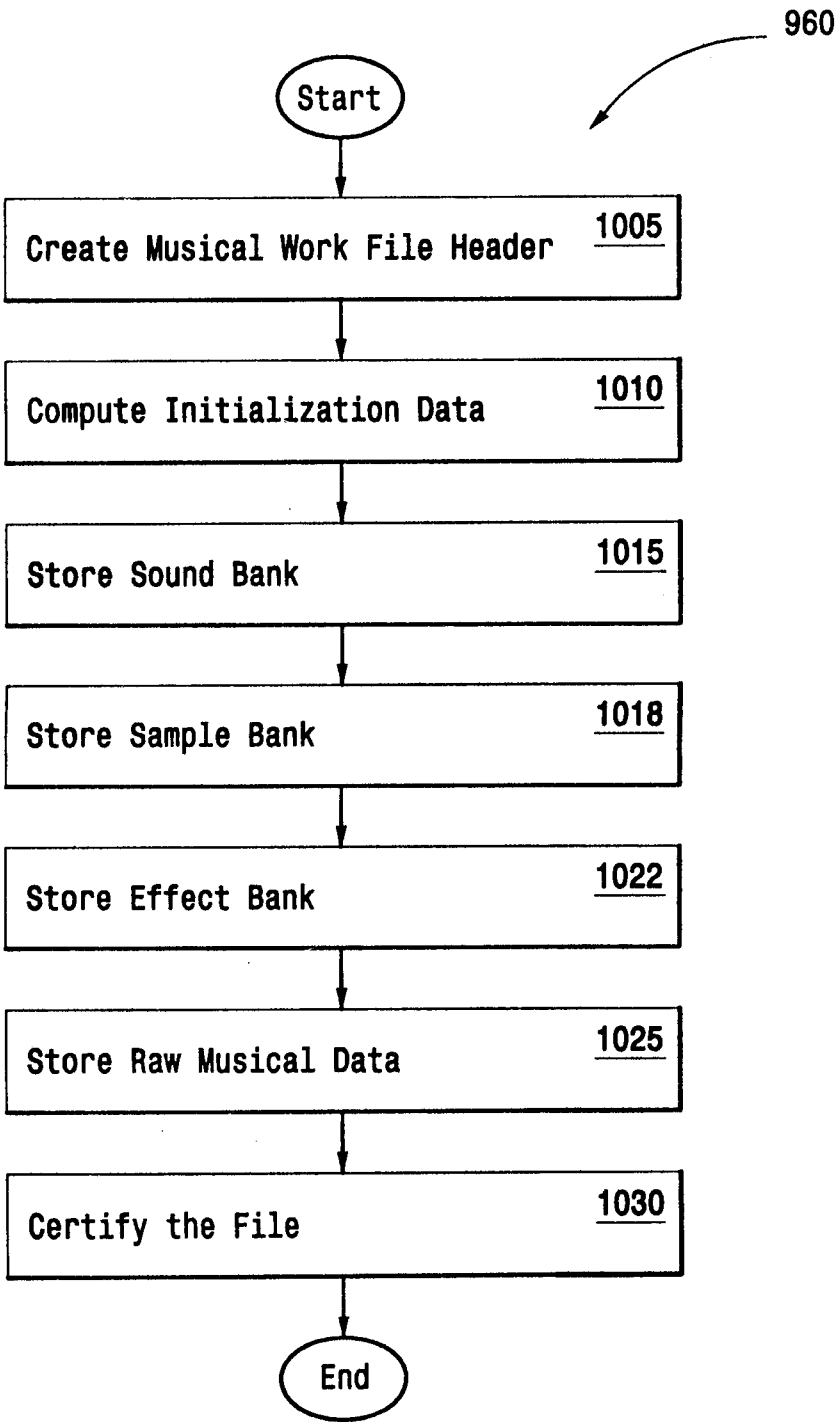 960
Start
Create Musical Work File Header 1005
Compute Initialization Data 1010
Store Sound Bank 1015
Store Sample Bank 1018
Store Effect Bank 1022
Store Raw Musical Data 1025
Certify the File 1030
End